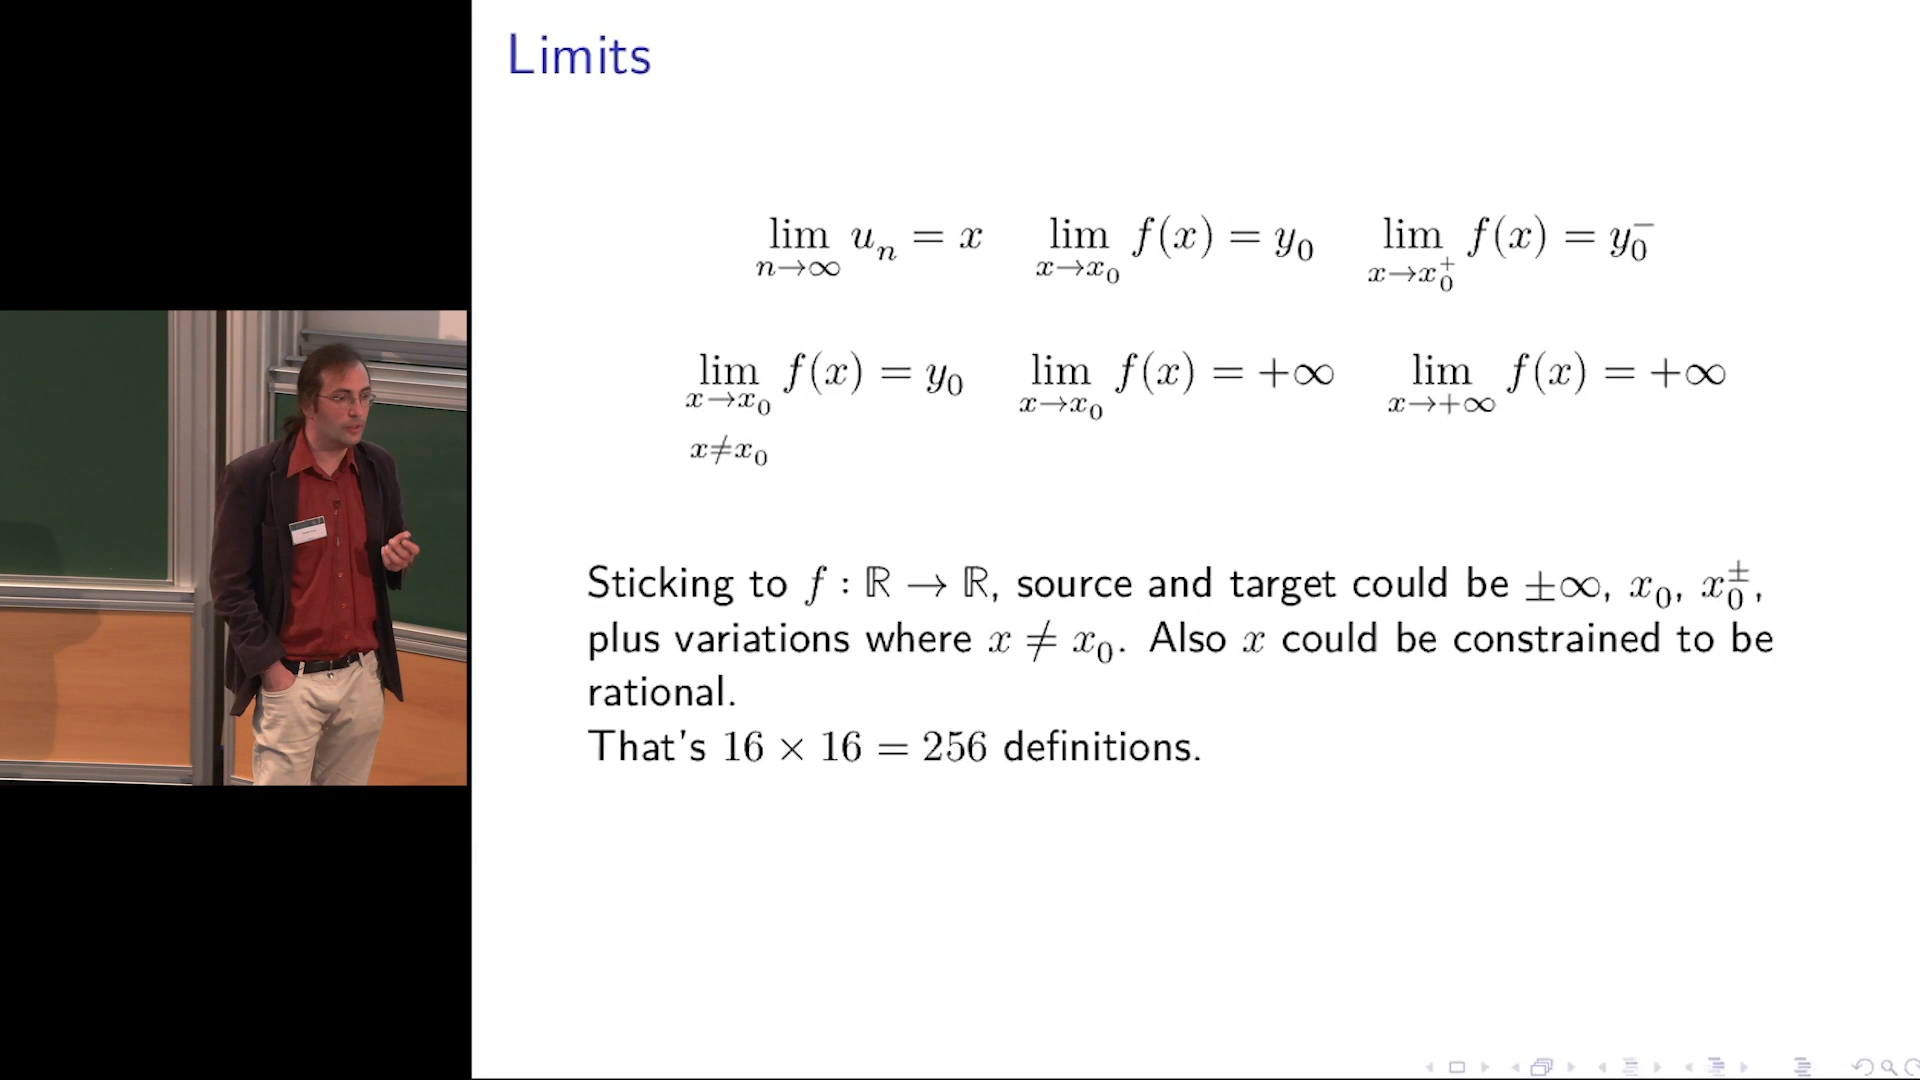 Limits
lim_{n→∞} u_n = x   lim_{x→x_0} f(x) = y_0   lim_{x→x_0^+} f(x) = y_0^-
lim_{x→x_0, x≠x_0} f(x) = y_0   lim_{x→x_0} f(x) = +∞   lim_{x→+∞} f(x) = +∞
Sticking to f : ℝ → ℝ, source and target could be ±∞, x_0, x_0^±,
plus variations where x ≠ x_0. Also x could be constrained to be
rational.
That's 16 × 16 = 256 definitions.